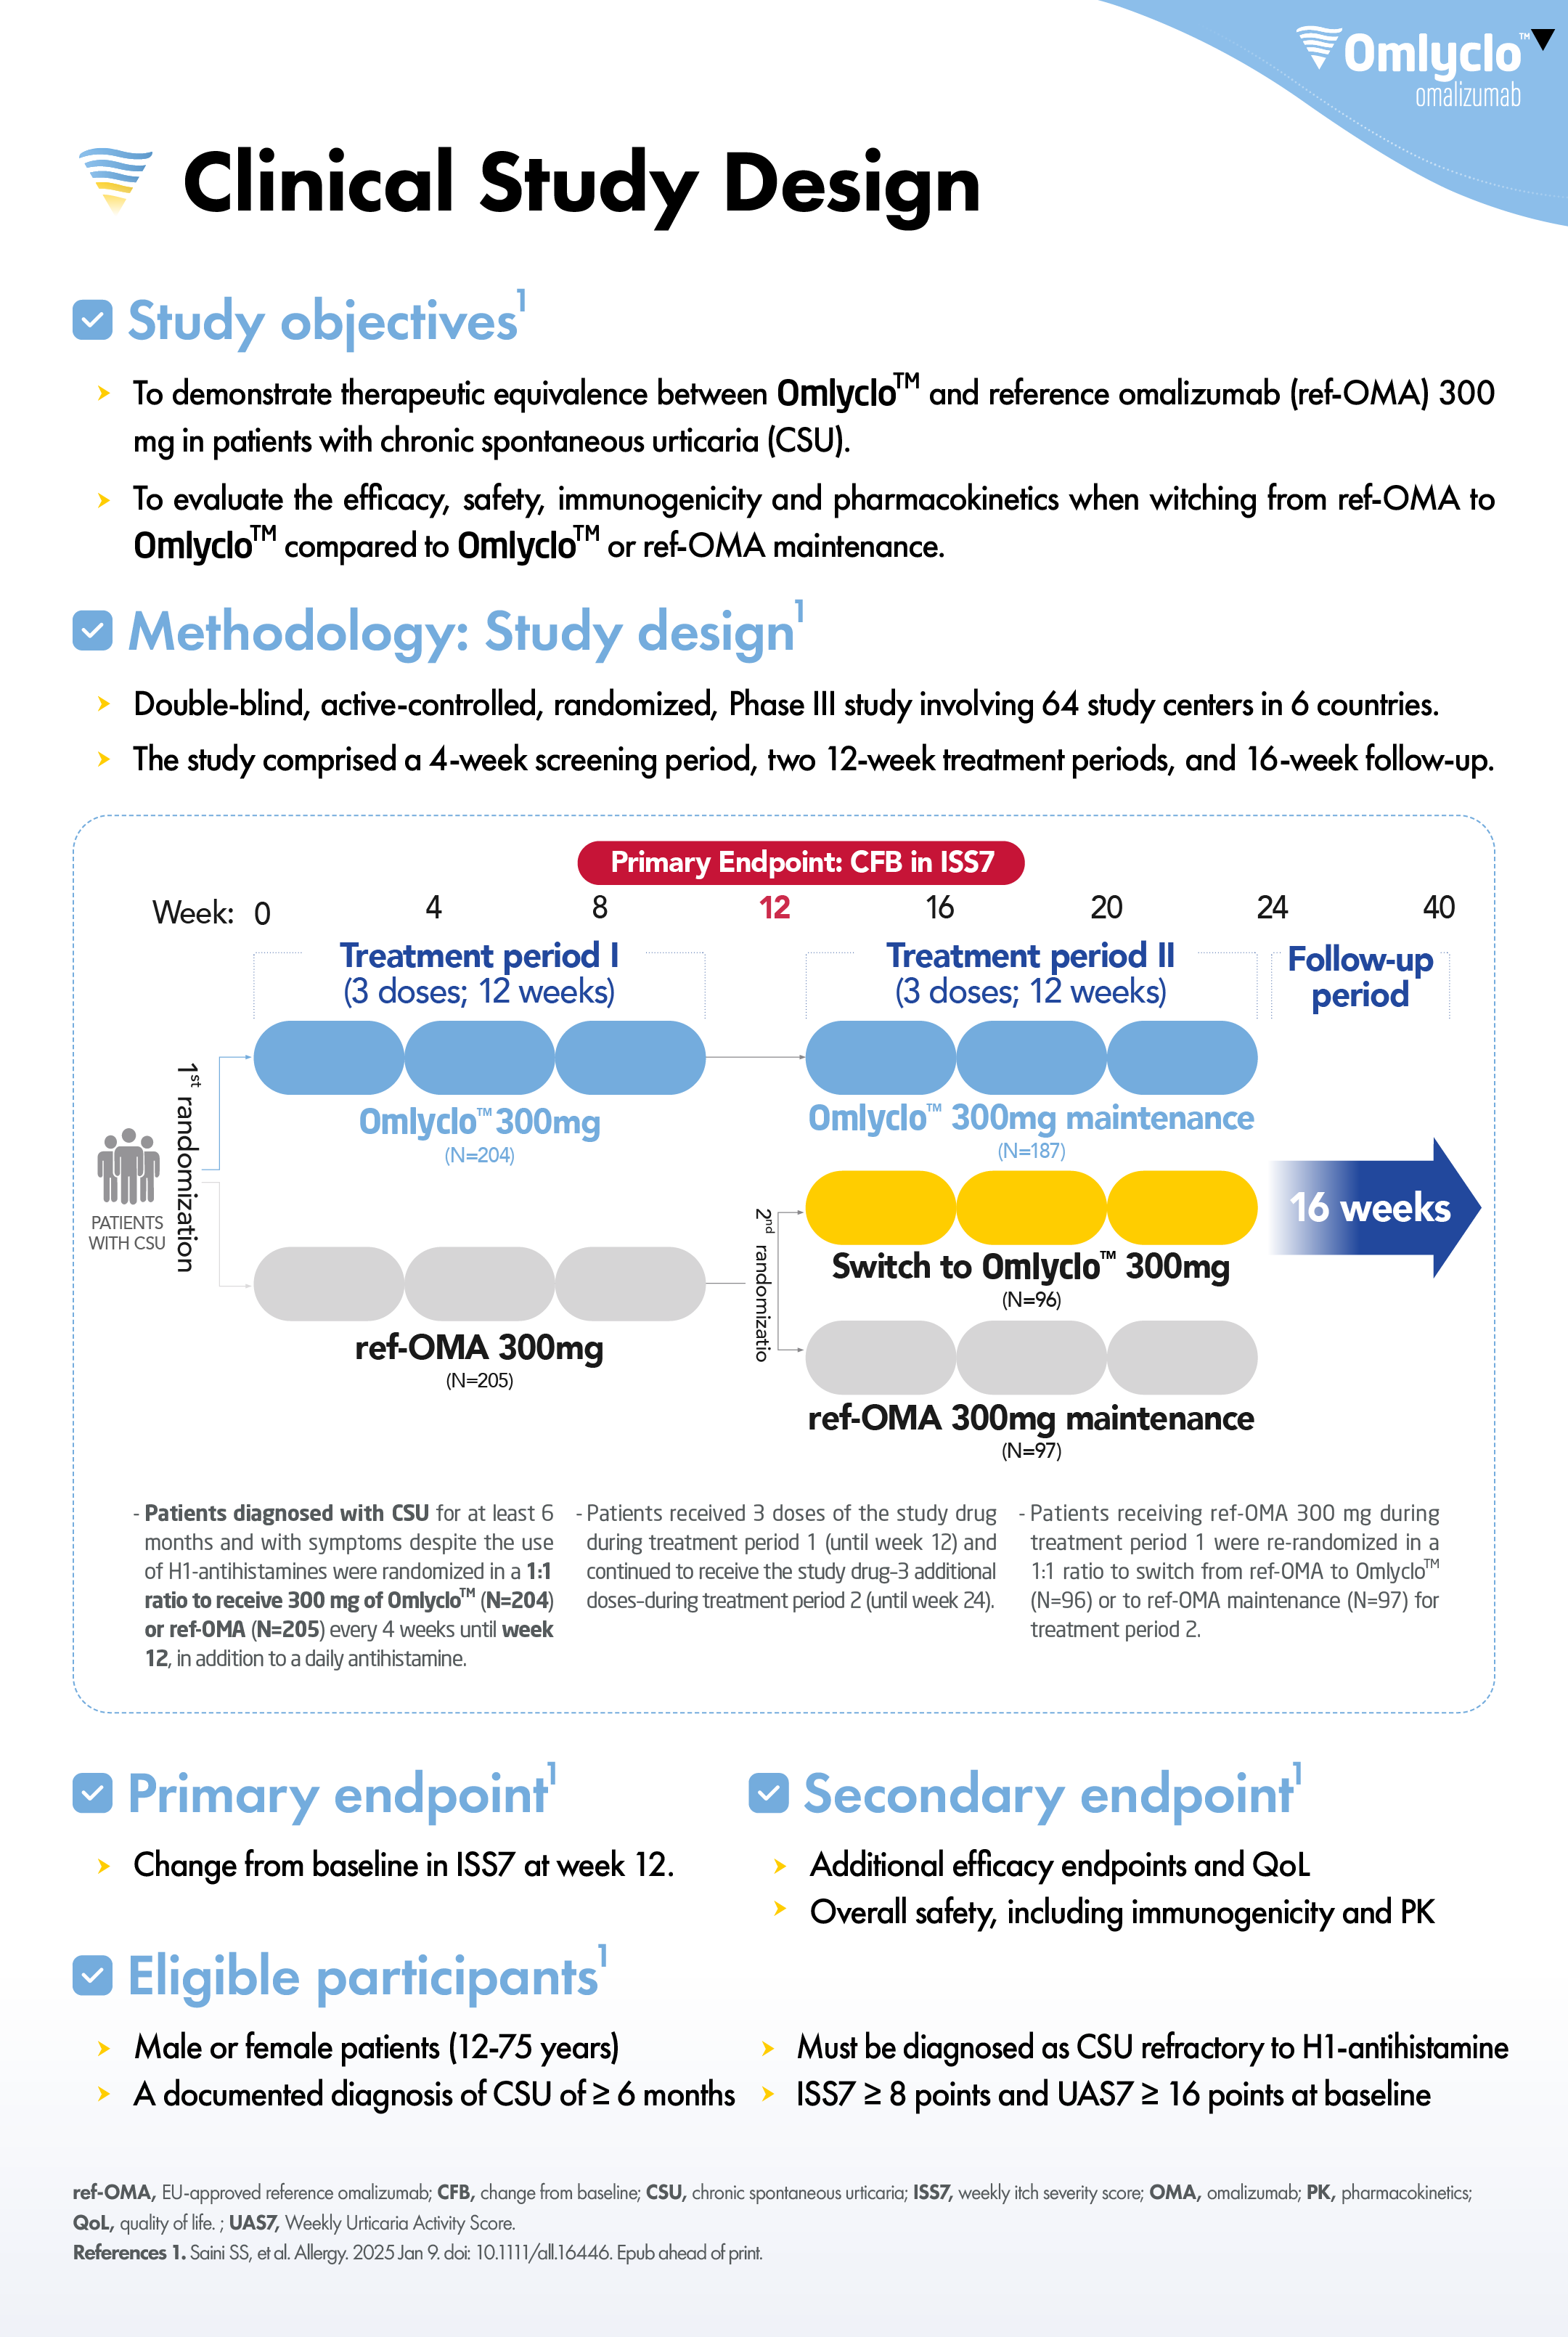 Omlyclo™
omalizumab
Clinical Study Design
Study objectives¹
To demonstrate therapeutic equivalence between Omlyclo™ and reference omalizumab (ref-OMA) 300
mg in patients with chronic spontaneous urticaria (CSU).
To evaluate the efficacy, safety, immunogenicity and pharmacokinetics when witching from ref-OMA to
Omlyclo™ compared to Omlyclo™ or ref-OMA maintenance.
Methodology: Study design¹
Double-blind, active-controlled, randomized, Phase III study involving 64 study centers in 6 countries.
The study comprised a 4-week screening period, two 12-week treatment periods, and 16-week follow-up.
Primary Endpoint: CFB in ISS7
Week: 0 4 8 12 16 20 24 40
Treatment period I
(3 doses; 12 weeks)
Treatment period II
(3 doses; 12 weeks)
Follow-up
period
1st randomization
PATIENTS
WITH CSU
Omlyclo™ 300mg
(N=204)
ref-OMA 300mg
(N=205)
2nd randomizatio
Omlyclo™ 300mg maintenance
(N=187)
Switch to Omlyclo™ 300mg
(N=96)
ref-OMA 300mg maintenance
(N=97)
16 weeks
- Patients diagnosed with CSU for at least 6
months and with symptoms despite the use
of H1-antihistamines were randomized in a 1:1
ratio to receive 300 mg of Omlyclo™ (N=204)
or ref-OMA (N=205) every 4 weeks until week
12, in addition to a daily antihistamine.
- Patients received 3 doses of the study drug
during treatment period 1 (until week 12) and
continued to receive the study drug–3 additional
doses–during treatment period 2 (until week 24).
- Patients receiving ref-OMA 300 mg during
treatment period 1 were re-randomized in a
1:1 ratio to switch from ref-OMA to Omlyclo™
(N=96) or to ref-OMA maintenance (N=97) for
treatment period 2.
Primary endpoint¹
Change from baseline in ISS7 at week 12.
Secondary endpoint¹
Additional efficacy endpoints and QoL
Overall safety, including immunogenicity and PK
Eligible participants¹
Male or female patients (12-75 years)
A documented diagnosis of CSU of ≥ 6 months
Must be diagnosed as CSU refractory to H1-antihistamine
ISS7 ≥ 8 points and UAS7 ≥ 16 points at baseline
ref-OMA, EU-approved reference omalizumab; CFB, change from baseline; CSU, chronic spontaneous urticaria; ISS7, weekly itch severity score; OMA, omalizumab; PK, pharmacokinetics;
QoL, quality of life. ; UAS7, Weekly Urticaria Activity Score.
References 1. Saini SS, et al. Allergy. 2025 Jan 9. doi: 10.1111/all.16446. Epub ahead of print.